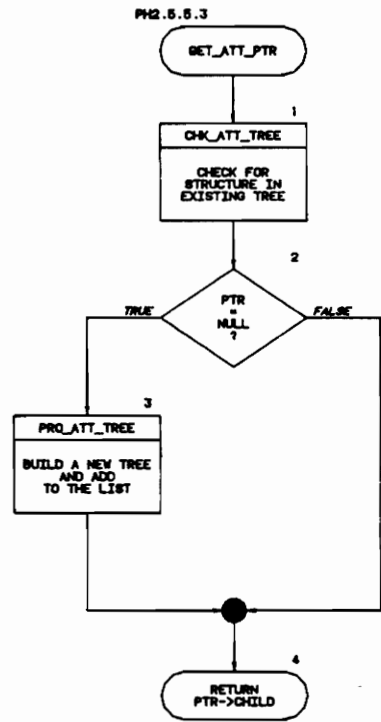 PH2.5.5.3
GET_ATT_PTR
1
CHK_ATT_TREE
CHECK FOR
STRUCTURE IN
EXISTING TREE
2
PTR
=
NULL
?
TRUE
FALSE
3
PRO_ATT_TREE
BUILD A NEW TREE
AND ADD
TO THE LIST
4
RETURN
PTR->CHILD